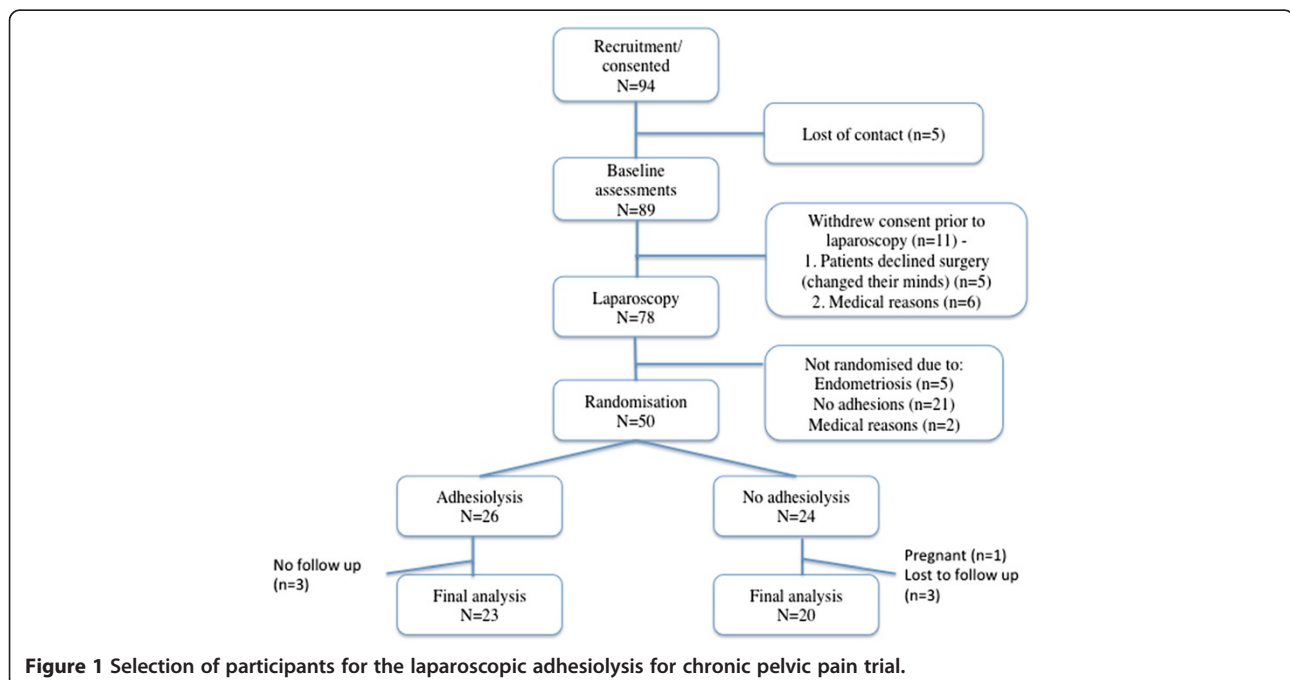 Recruitment/
consented
N=94
Lost of contact (n=5)
Baseline
assessments
N=89
Withdrew consent prior to
laparoscopy (n=11) -
1. Patients declined surgery
(changed their minds) (n=5)
2. Medical reasons (n=6)
Laparoscopy
N=78
Not randomised due to:
Endometriosis (n=5)
No adhesions (n=21)
Medical reasons (n=2)
Randomisation
N=50
Adhesiolysis
N=26
No adhesiolysis
N=24
No follow up
(n=3)
Pregnant (n=1)
Lost to follow up
(n=3)
Final analysis
N=23
Final analysis
N=20
Figure 1 Selection of participants for the laparoscopic adhesiolysis for chronic pelvic pain trial.